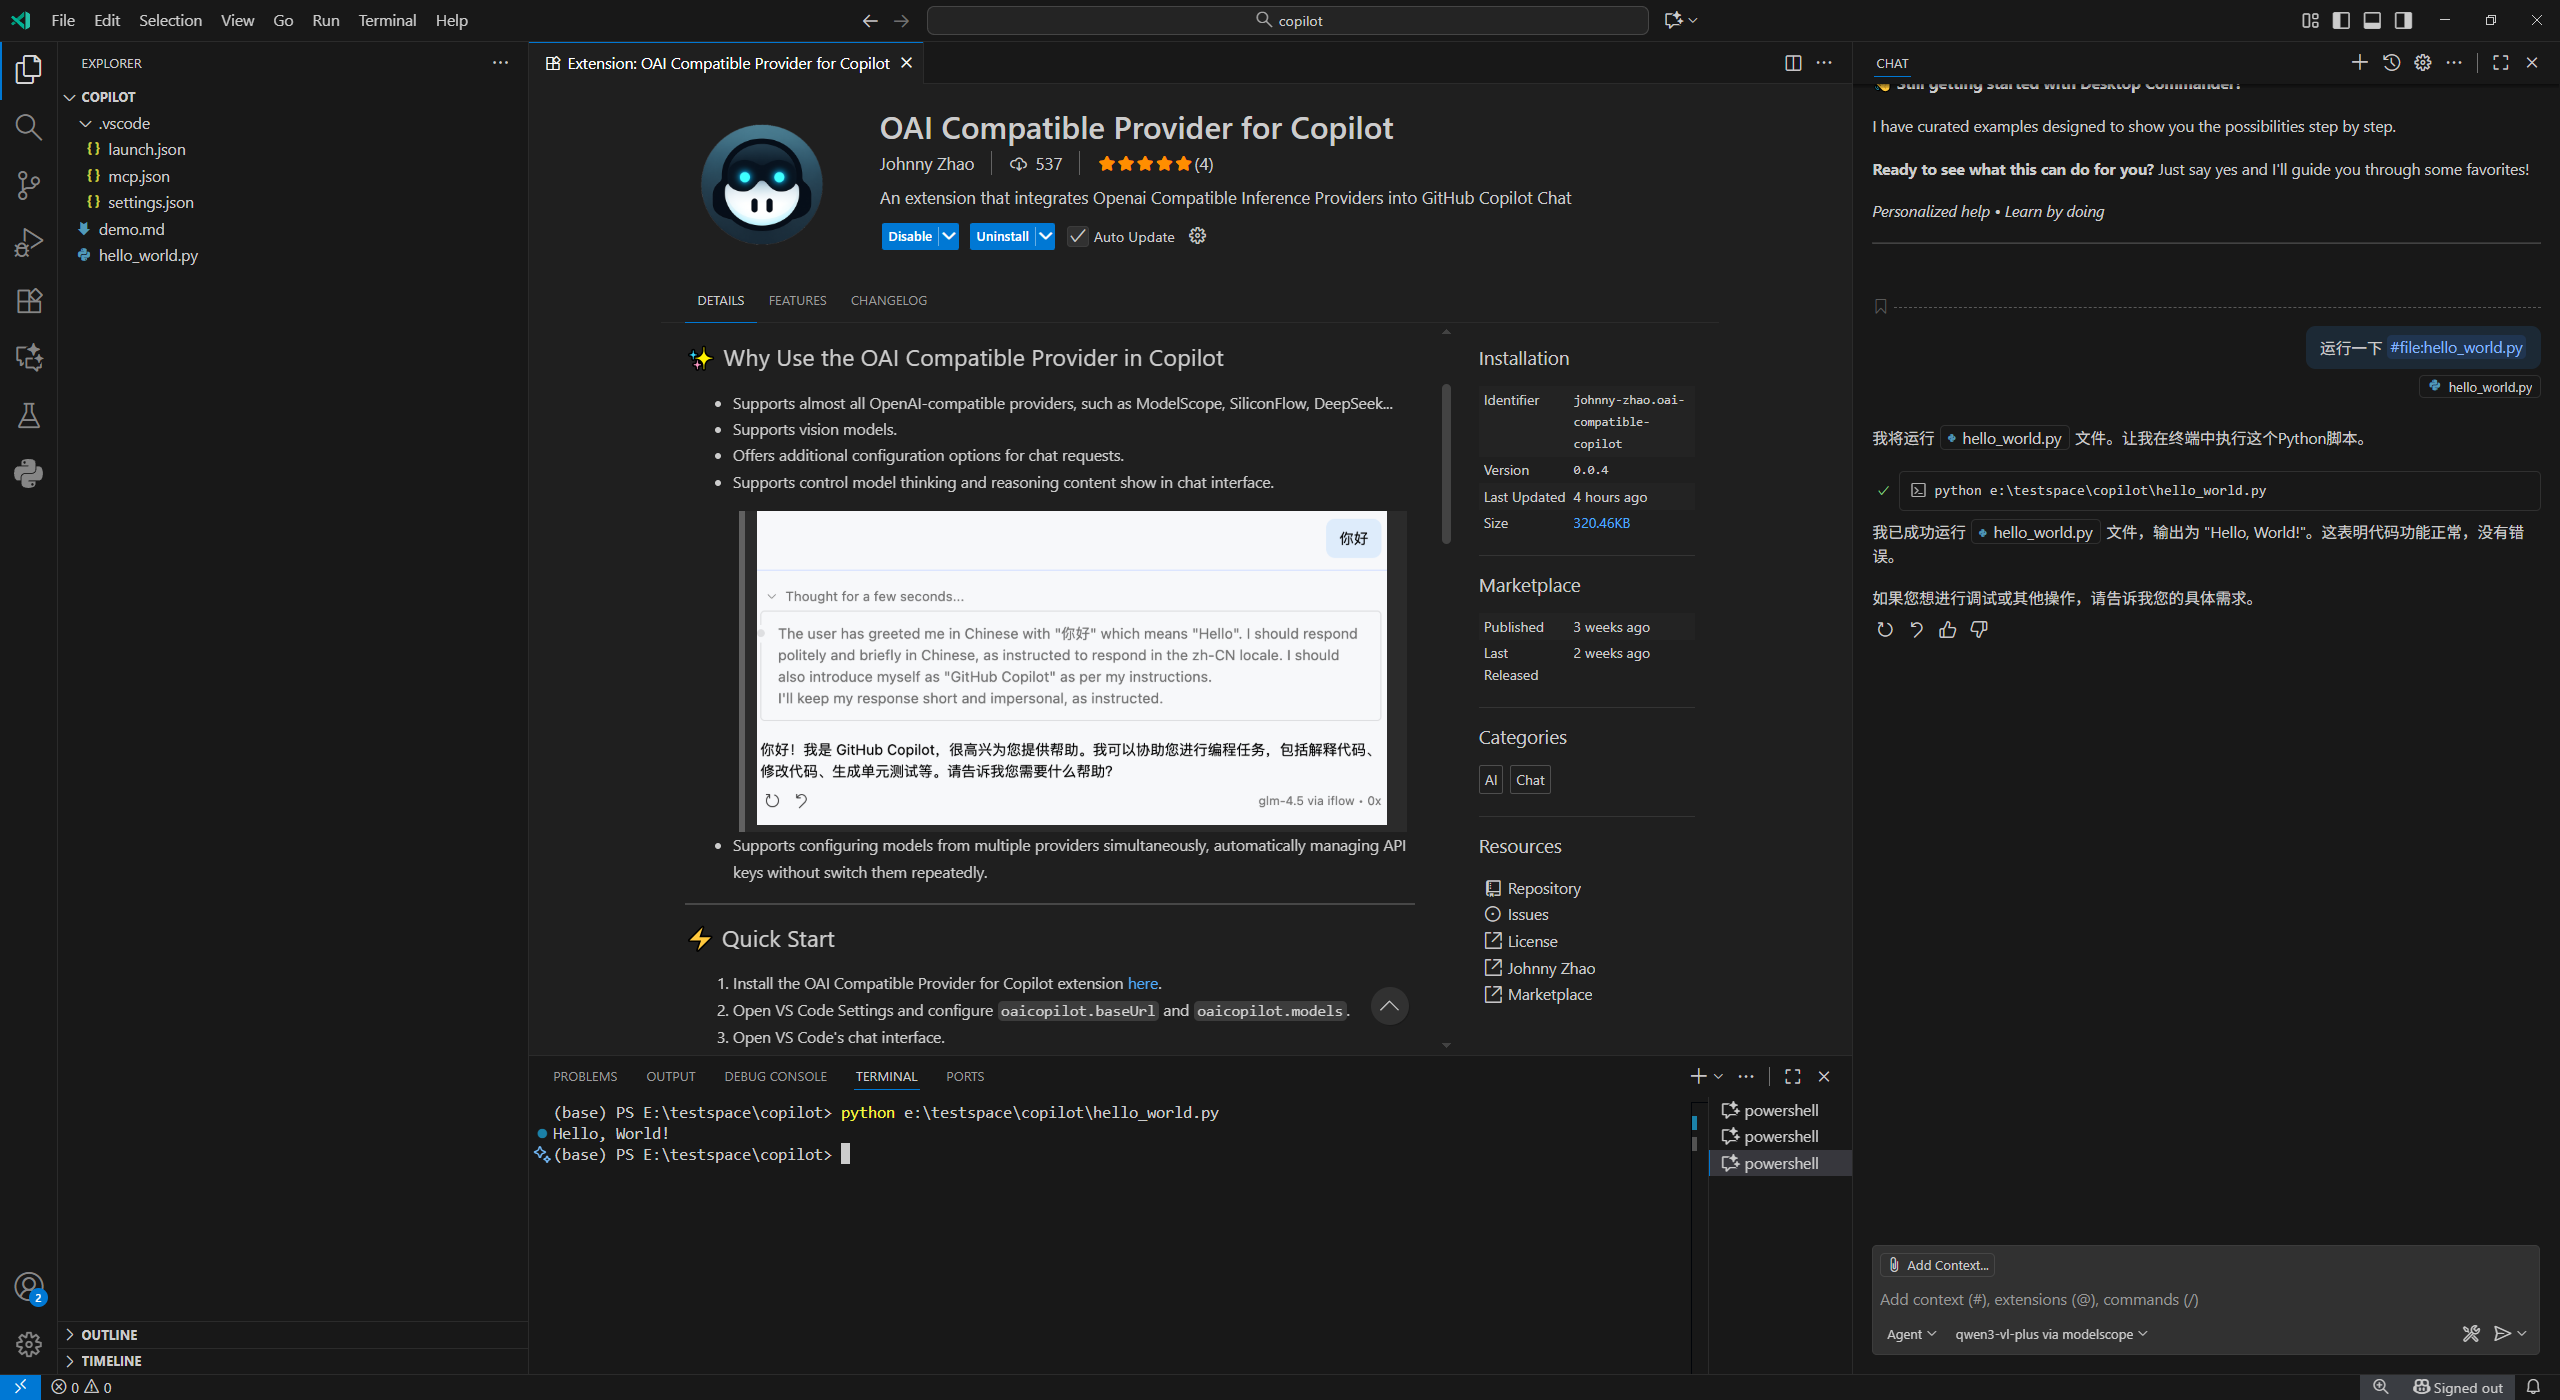 File Edit Selection View Go Run Terminal Help
copilot
EXPLORER
COPILOT
.vscode
launch.json
mcp.json
settings.json
demo.md
hello_world.py
OUTLINE
TIMELINE
2
Extension: OAI Compatible Provider for Copilot
OAI Compatible Provider for Copilot
Johnny Zhao 537 (4)
An extension that integrates Openai Compatible Inference Providers into GitHub Copilot Chat
Disable Uninstall Auto Update
DETAILS FEATURES CHANGELOG
Why Use the OAI Compatible Provider in Copilot
• Supports almost all OpenAI-compatible providers, such as ModelScope, SiliconFlow, DeepSeek...
• Supports vision models.
• Offers additional configuration options for chat requests.
• Supports control model thinking and reasoning content show in chat interface.
你好
Thought for a few seconds...
The user has greeted me in Chinese with "你好" which means "Hello". I should respond
politely and briefly in Chinese, as instructed to respond in the zh-CN locale. I should
also introduce myself as "GitHub Copilot" as per my instructions.
I'll keep my response short and impersonal, as instructed.
你好！我是 GitHub Copilot，很高兴为您提供帮助。我可以协助您进行编程任务，包括解释代码、
修改代码、生成单元测试等。请告诉我您需要什么帮助?
glm-4.5 via iflow • 0x
• Supports configuring models from multiple providers simultaneously, automatically managing API
keys without switch them repeatedly.
Quick Start
1. Install the OAI Compatible Provider for Copilot extension here.
2. Open VS Code Settings and configure oaicopilot.baseUrl and oaicopilot.models.
3. Open VS Code's chat interface.
Installation
Identifier johnny-zhao.oai-
compatible-
copilot
Version 0.0.4
Last Updated 4 hours ago
Size 320.46KB
Marketplace
Published 3 weeks ago
Last 2 weeks ago
Released
Categories
AI Chat
Resources
Repository
Issues
License
Johnny Zhao
Marketplace
PROBLEMS OUTPUT DEBUG CONSOLE TERMINAL PORTS
(base) PS E:\testspace\copilot> python e:\testspace\copilot\hello_world.py
Hello, World!
(base) PS E:\testspace\copilot>
powershell
powershell
powershell
CHAT
Still getting started with Desktop Commander?
I have curated examples designed to show you the possibilities step by step.
Ready to see what this can do for you? Just say yes and I'll guide you through some favorites!
Personalized help • Learn by doing
运行一下 #file:hello_world.py
hello_world.py
我将运行 hello_world.py 文件。让我在终端中执行这个Python脚本。
python e:\testspace\copilot\hello_world.py
我已成功运行 hello_world.py 文件，输出为 "Hello, World!"。这表明代码功能正常，没有错
误。
如果您想进行调试或其他操作，请告诉我您的具体需求。
Add Context...
Add context (#), extensions (@), commands (/)
Agent qwen3-vl-plus via modelscope
0 0
Signed out